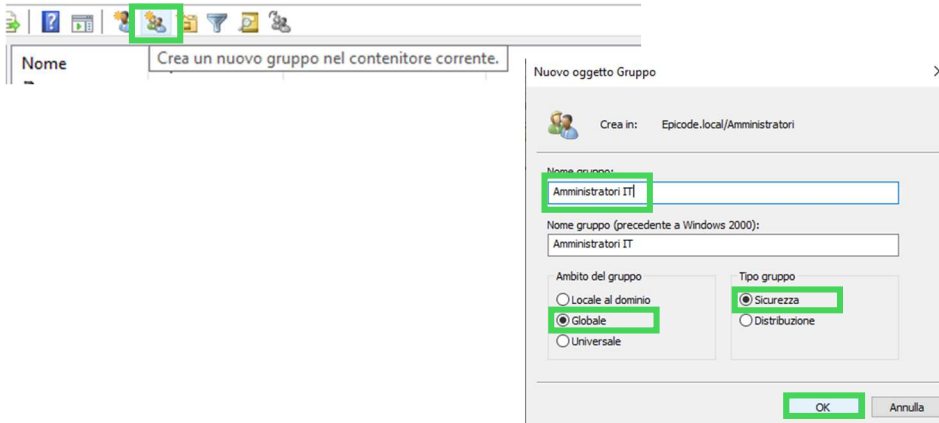 Crea un nuovo gruppo nel contenitore corrente.
Nome
Nuovo oggetto Gruppo
Crea in: Epicode.local/Amministratori
Nome gruppo:
Amministratori IT
Nome gruppo (precedente a Windows 2000):
Amministratori IT
Ambito del gruppo
Locale al dominio
Globale
Universale
Tipo gruppo
Sicurezza
Distribuzione
OK
Annulla